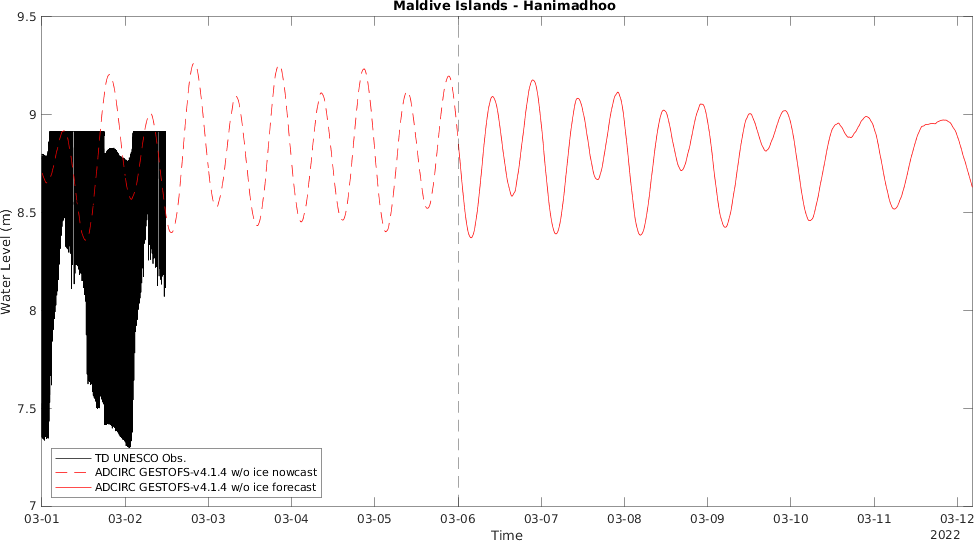 Maldive Islands - Hanimadhoo
9.5
9
8.5
8
7.5
7
Water Level (m)
TD UNESCO Obs.
ADCIRC GESTOFS-v4.1.4 w/o ice nowcast
ADCIRC GESTOFS-v4.1.4 w/o ice forecast
03-01 03-02 03-03 03-04 03-05 03-06 03-07 03-08 03-09 03-10 03-11 03-12
Time
2022